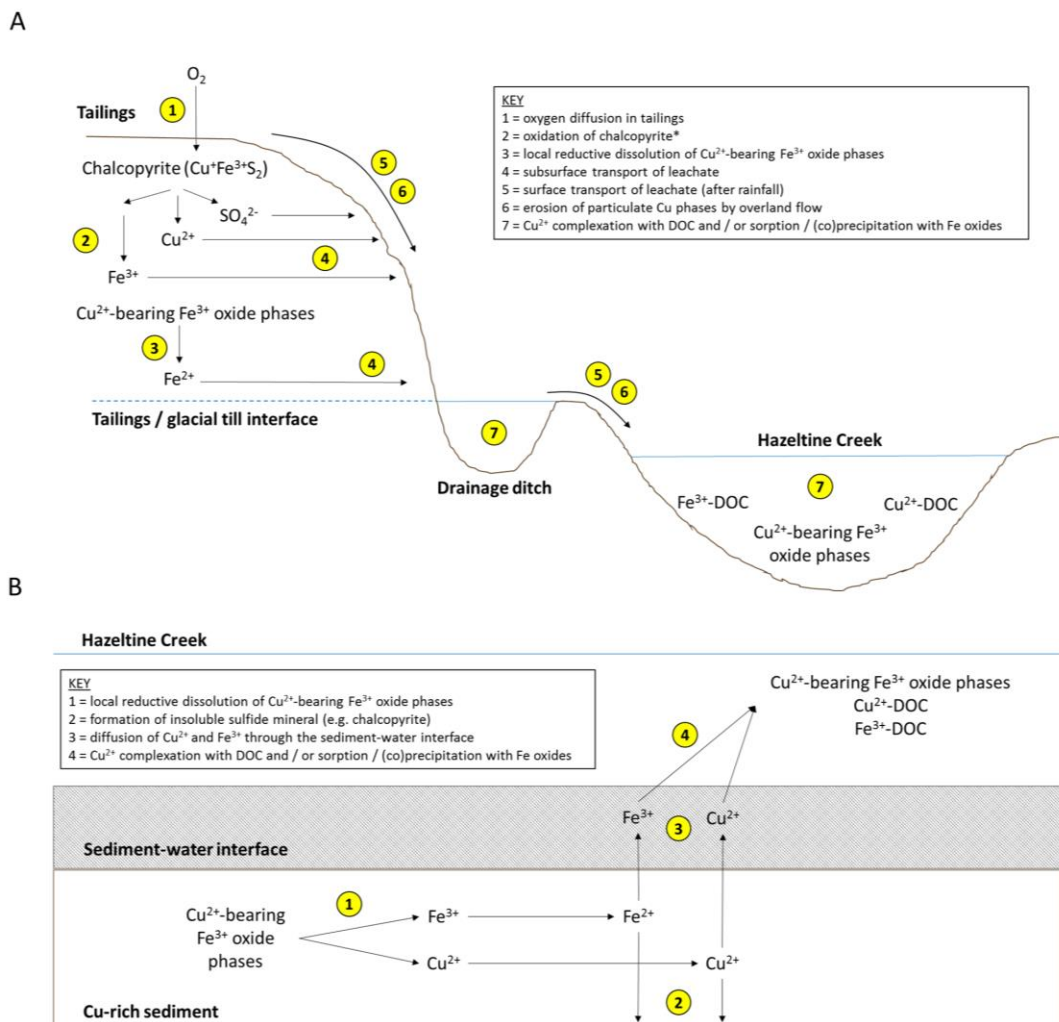 A
O₂
1
Tailings
KEY
1 = oxygen diffusion in tailings
2 = oxidation of chalcopyrite*
3 = local reductive dissolution of Cu²⁺-bearing Fe³⁺ oxide phases
4 = subsurface transport of leachate
5 = surface transport of leachate (after rainfall)
6 = erosion of particulate Cu phases by overland flow
7 = Cu²⁺ complexation with DOC and / or sorption / (co)precipitation with Fe oxides
Chalcopyrite (Cu⁺Fe³⁺S₂)
5
6
SO₄²⁻
2
Cu²⁺
4
Fe³⁺
Cu²⁺-bearing Fe³⁺ oxide phases
3
4
Fe²⁺
5
6
Tailings / glacial till interface
7
Drainage ditch
Hazeltine Creek
7
Fe³⁺-DOC
Cu²⁺-DOC
Cu²⁺-bearing Fe³⁺
oxide phases
B
Hazeltine Creek
KEY
1 = local reductive dissolution of Cu²⁺-bearing Fe³⁺ oxide phases
2 = formation of insoluble sulfide mineral (e.g. chalcopyrite)
3 = diffusion of Cu²⁺ and Fe³⁺ through the sediment-water interface
4 = Cu²⁺ complexation with DOC and / or sorption / (co)precipitation with Fe oxides
Cu²⁺-bearing Fe³⁺ oxide phases
Cu²⁺-DOC
Fe³⁺-DOC
4
Fe³⁺
3
Cu²⁺
Sediment-water interface
1
Cu²⁺-bearing
Fe³⁺ oxide
phases
Fe³⁺
Fe²⁺
Cu²⁺
Cu²⁺
2
Cu-rich sediment